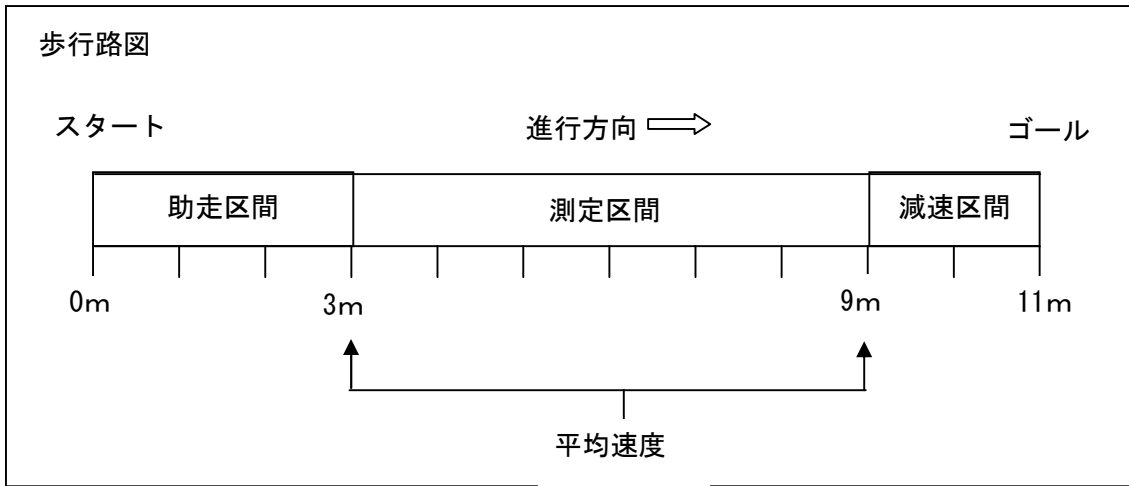 歩行路図
スタート 進行方向 ゴール
助走区間 測定区間 減速区間
0m 3m 9m 11m
平均速度